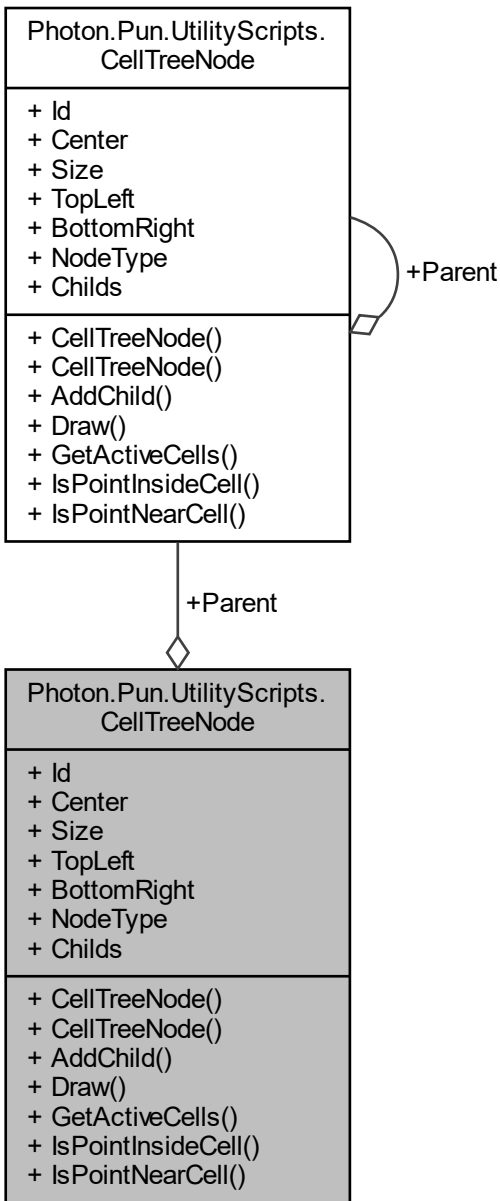 Photon.Pun.UtilityScripts.
CellTreeNode
+ Id
+ Center
+ Size
+ TopLeft
+ BottomRight
+ NodeType
+ Childs
+ CellTreeNode()
+ CellTreeNode()
+ AddChild()
+ Draw()
+ GetActiveCells()
+ IsPointInsideCell()
+ IsPointNearCell()
+Parent
+Parent
Photon.Pun.UtilityScripts.
CellTreeNode
+ Id
+ Center
+ Size
+ TopLeft
+ BottomRight
+ NodeType
+ Childs
+ CellTreeNode()
+ CellTreeNode()
+ AddChild()
+ Draw()
+ GetActiveCells()
+ IsPointInsideCell()
+ IsPointNearCell()